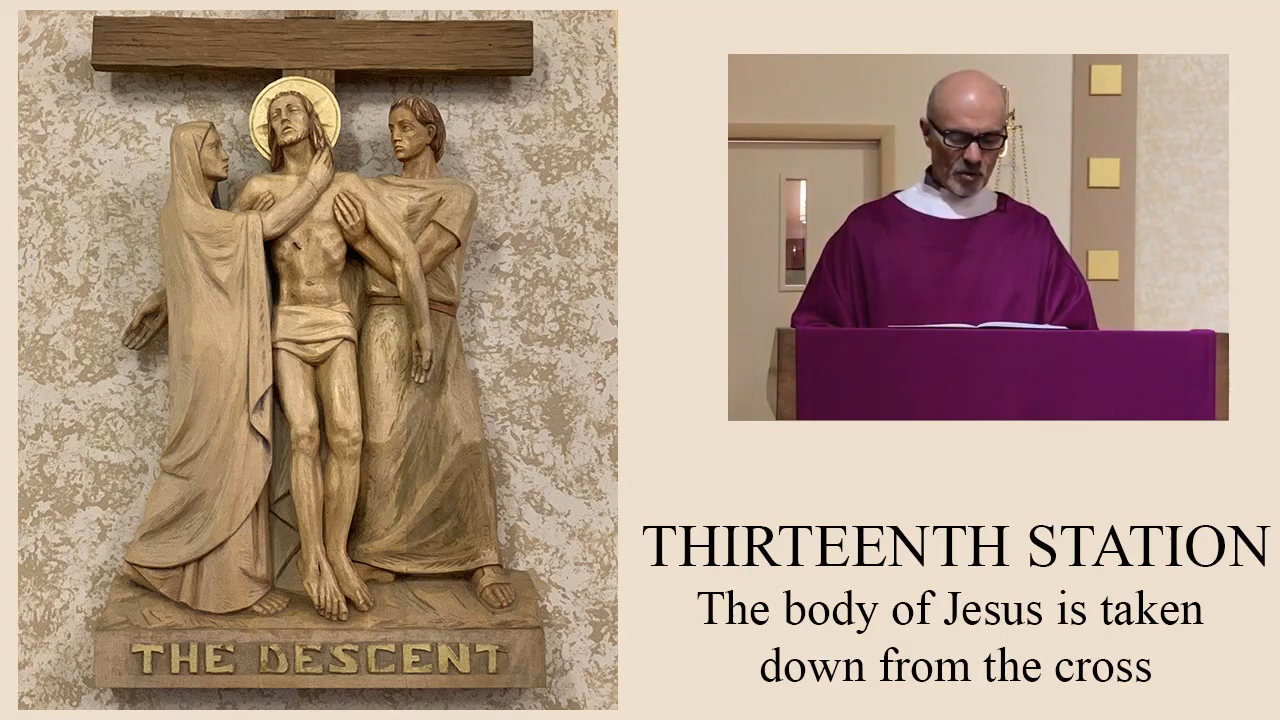 THE DESCENT
THIRTEENTH STATION
The body of Jesus is taken
down from the cross